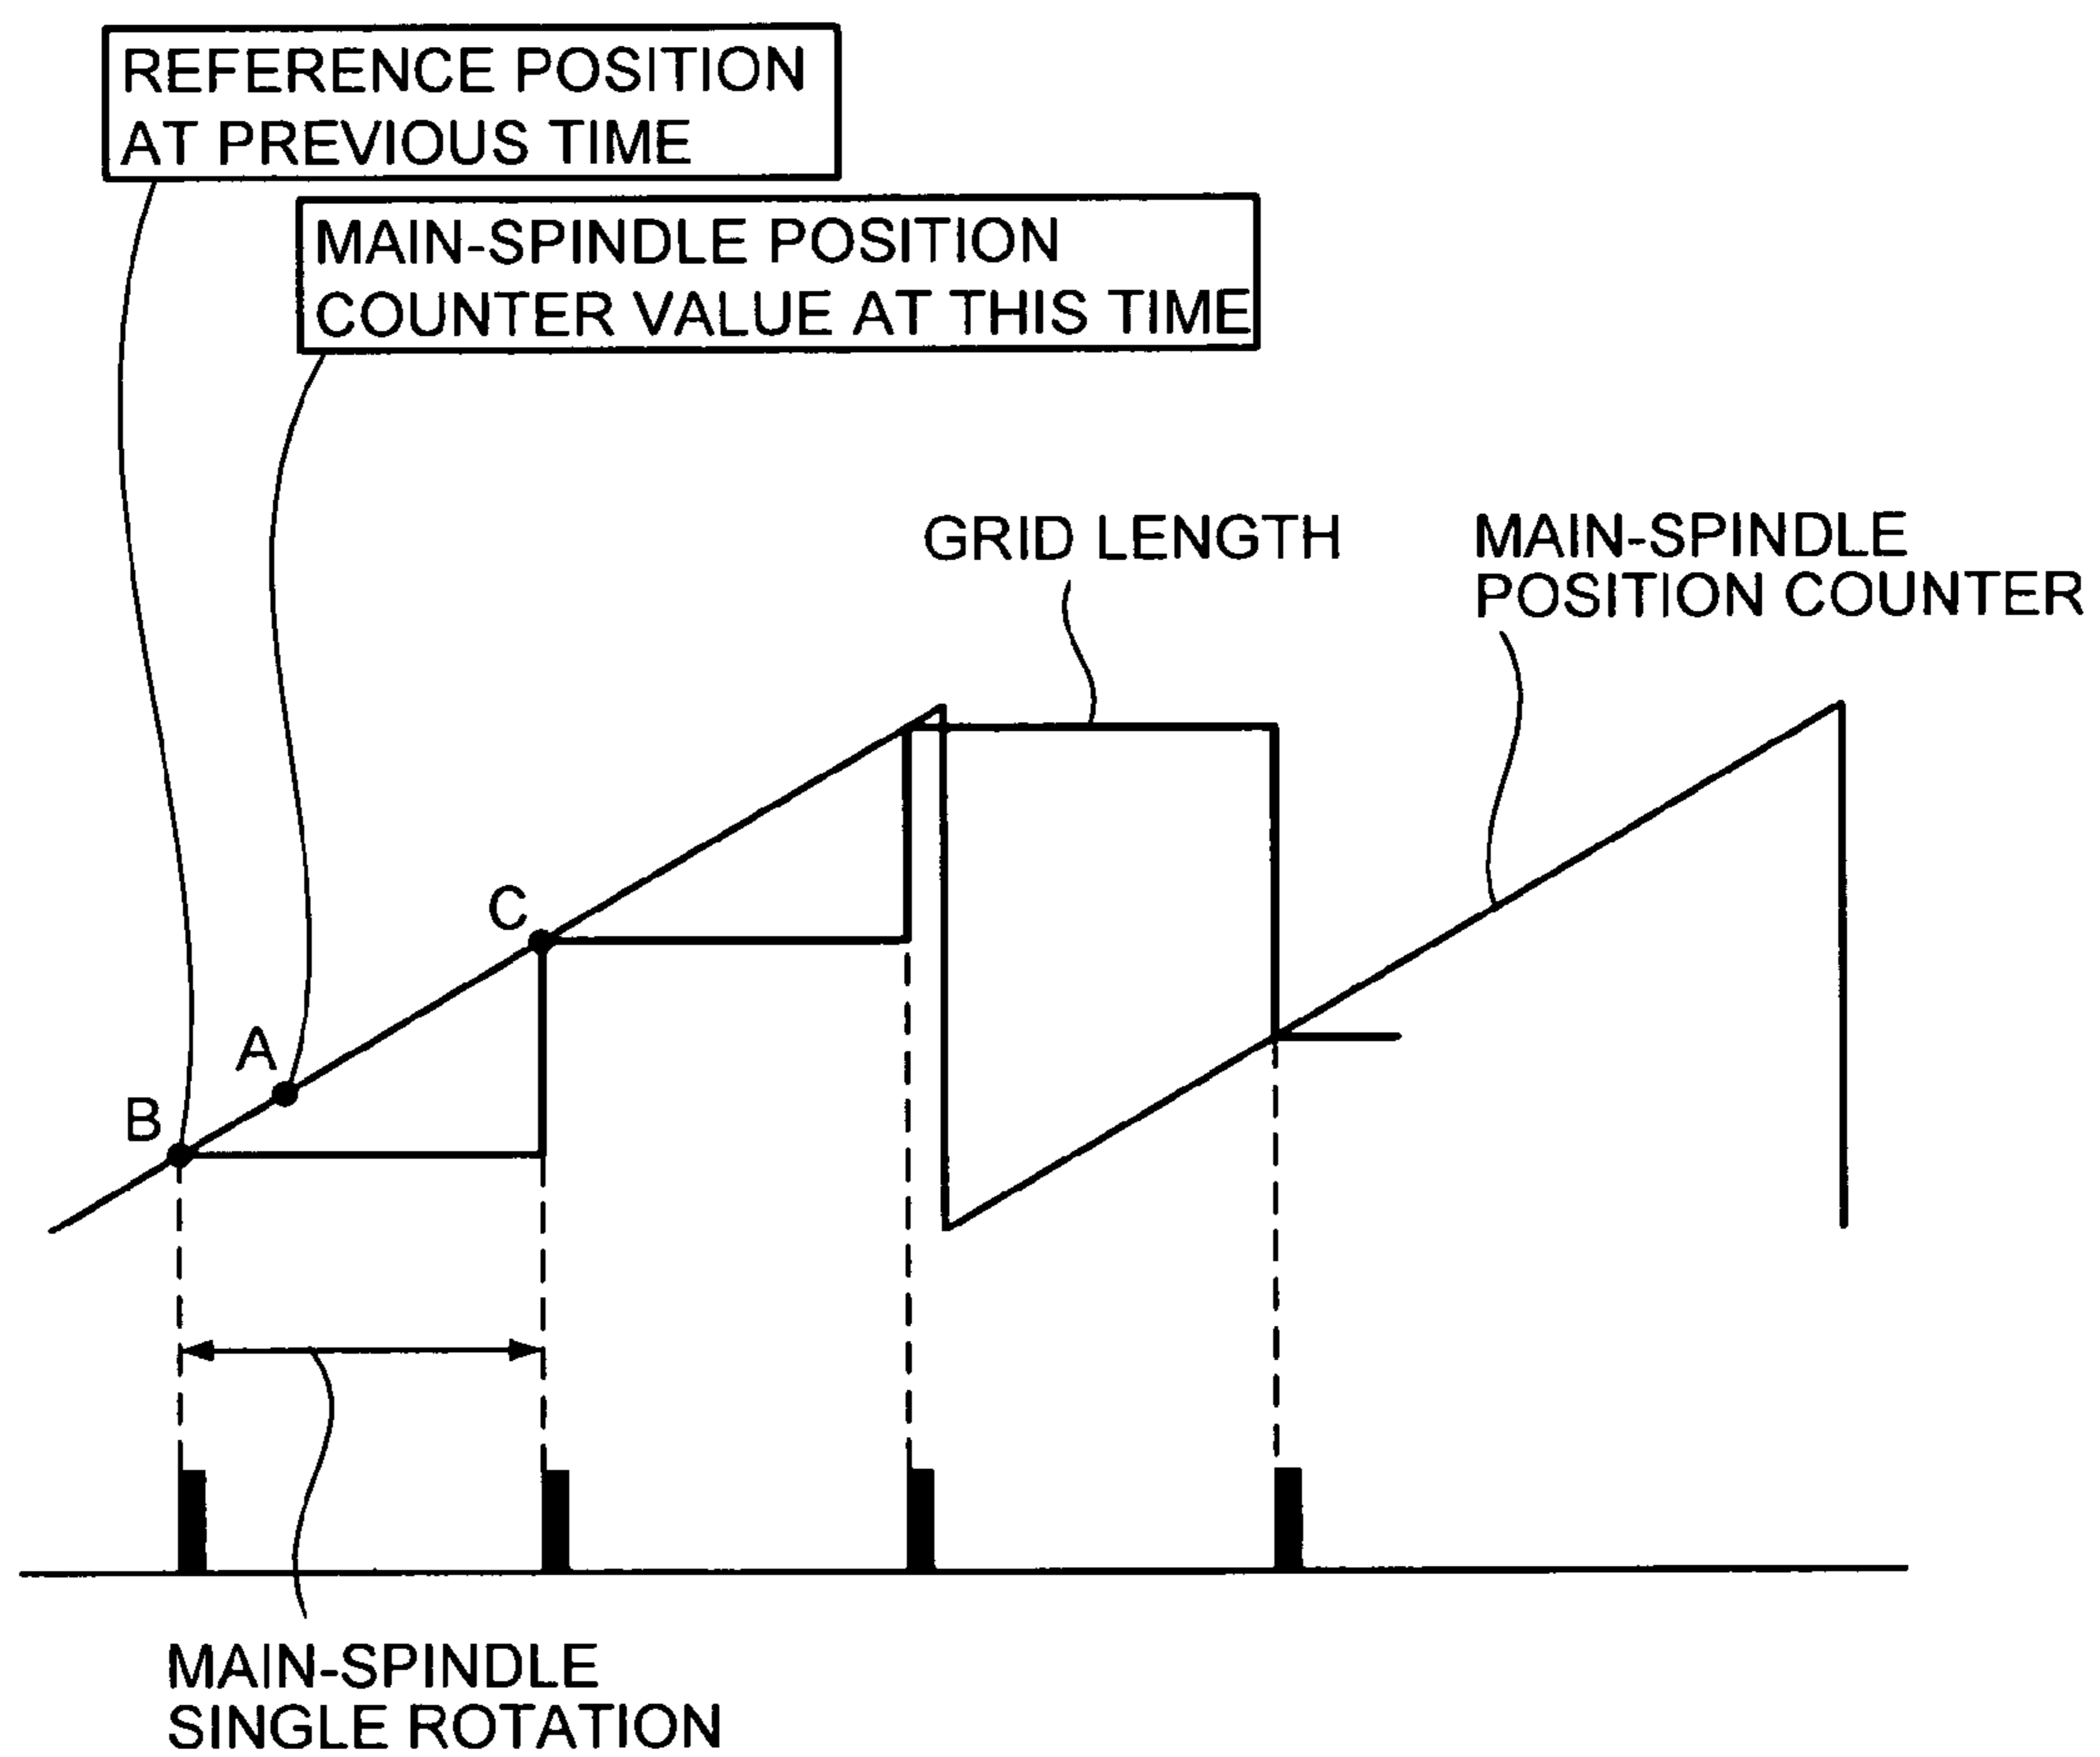 REFERENCE POSITION
AT PREVIOUS TIME
MAIN-SPINDLE POSITION
COUNTER VALUE AT THIS TIME
GRID LENGTH
MAIN-SPINDLE
POSITION COUNTER
C
A
B
MAIN-SPINDLE
SINGLE ROTATION